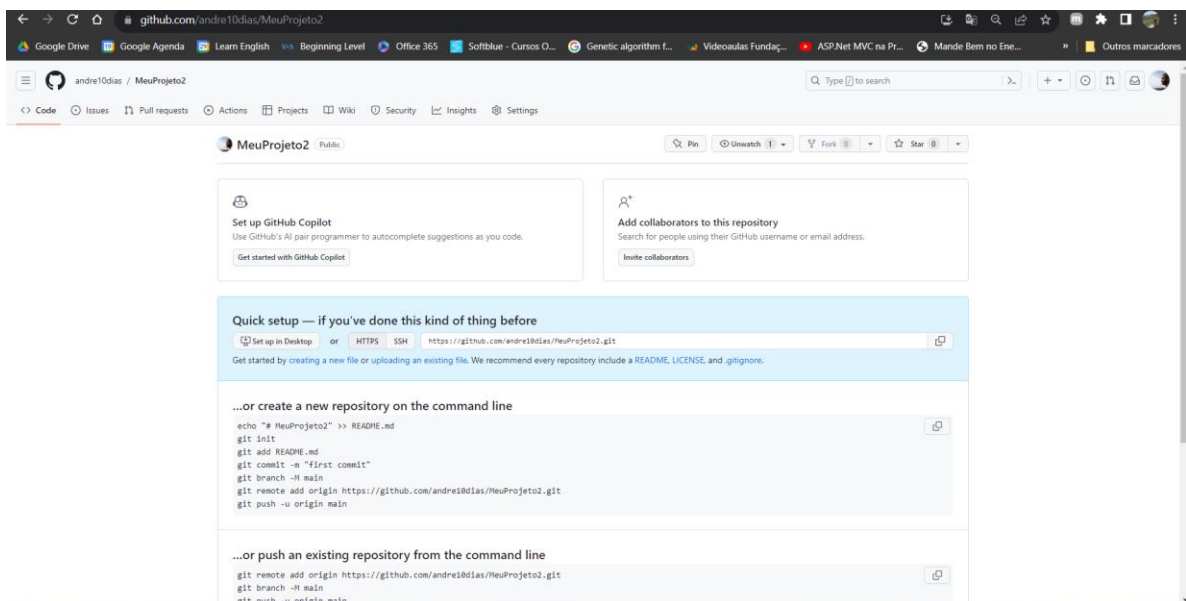 github.com/andre10dias/MeuProjeto2
Google Drive Google Agenda Learn English Beginning Level Office 365 Softblue - Cursos O... Genetic algorithm f... Videoaulas Fundaç... ASP.Net MVC na Pr... Mande Bem no Ene... » Outros marcadores
andre10dias / MeuProjeto2 Type / to search
Code Issues Pull requests Actions Projects Wiki Security Insights Settings
MeuProjeto2 Public Pin Unwatch 1 Fork 0 Star 0
Set up GitHub Copilot
Use GitHub's AI pair programmer to autocomplete suggestions as you code.
Get started with GitHub Copilot
Add collaborators to this repository
Search for people using their GitHub username or email address.
Invite collaborators
Quick setup — if you've done this kind of thing before
Set up in Desktop or HTTPS SSH https://github.com/andre10dias/MeuProjeto2.git
Get started by creating a new file or uploading an existing file. We recommend every repository include a README, LICENSE, and .gitignore.
...or create a new repository on the command line
echo "# MeuProjeto2" >> README.md
git init
git add README.md
git commit -m "first commit"
git branch -M main
git remote add origin https://github.com/andre10dias/MeuProjeto2.git
git push -u origin main
...or push an existing repository from the command line
git remote add origin https://github.com/andre10dias/MeuProjeto2.git
git branch -M main
git push -u origin main